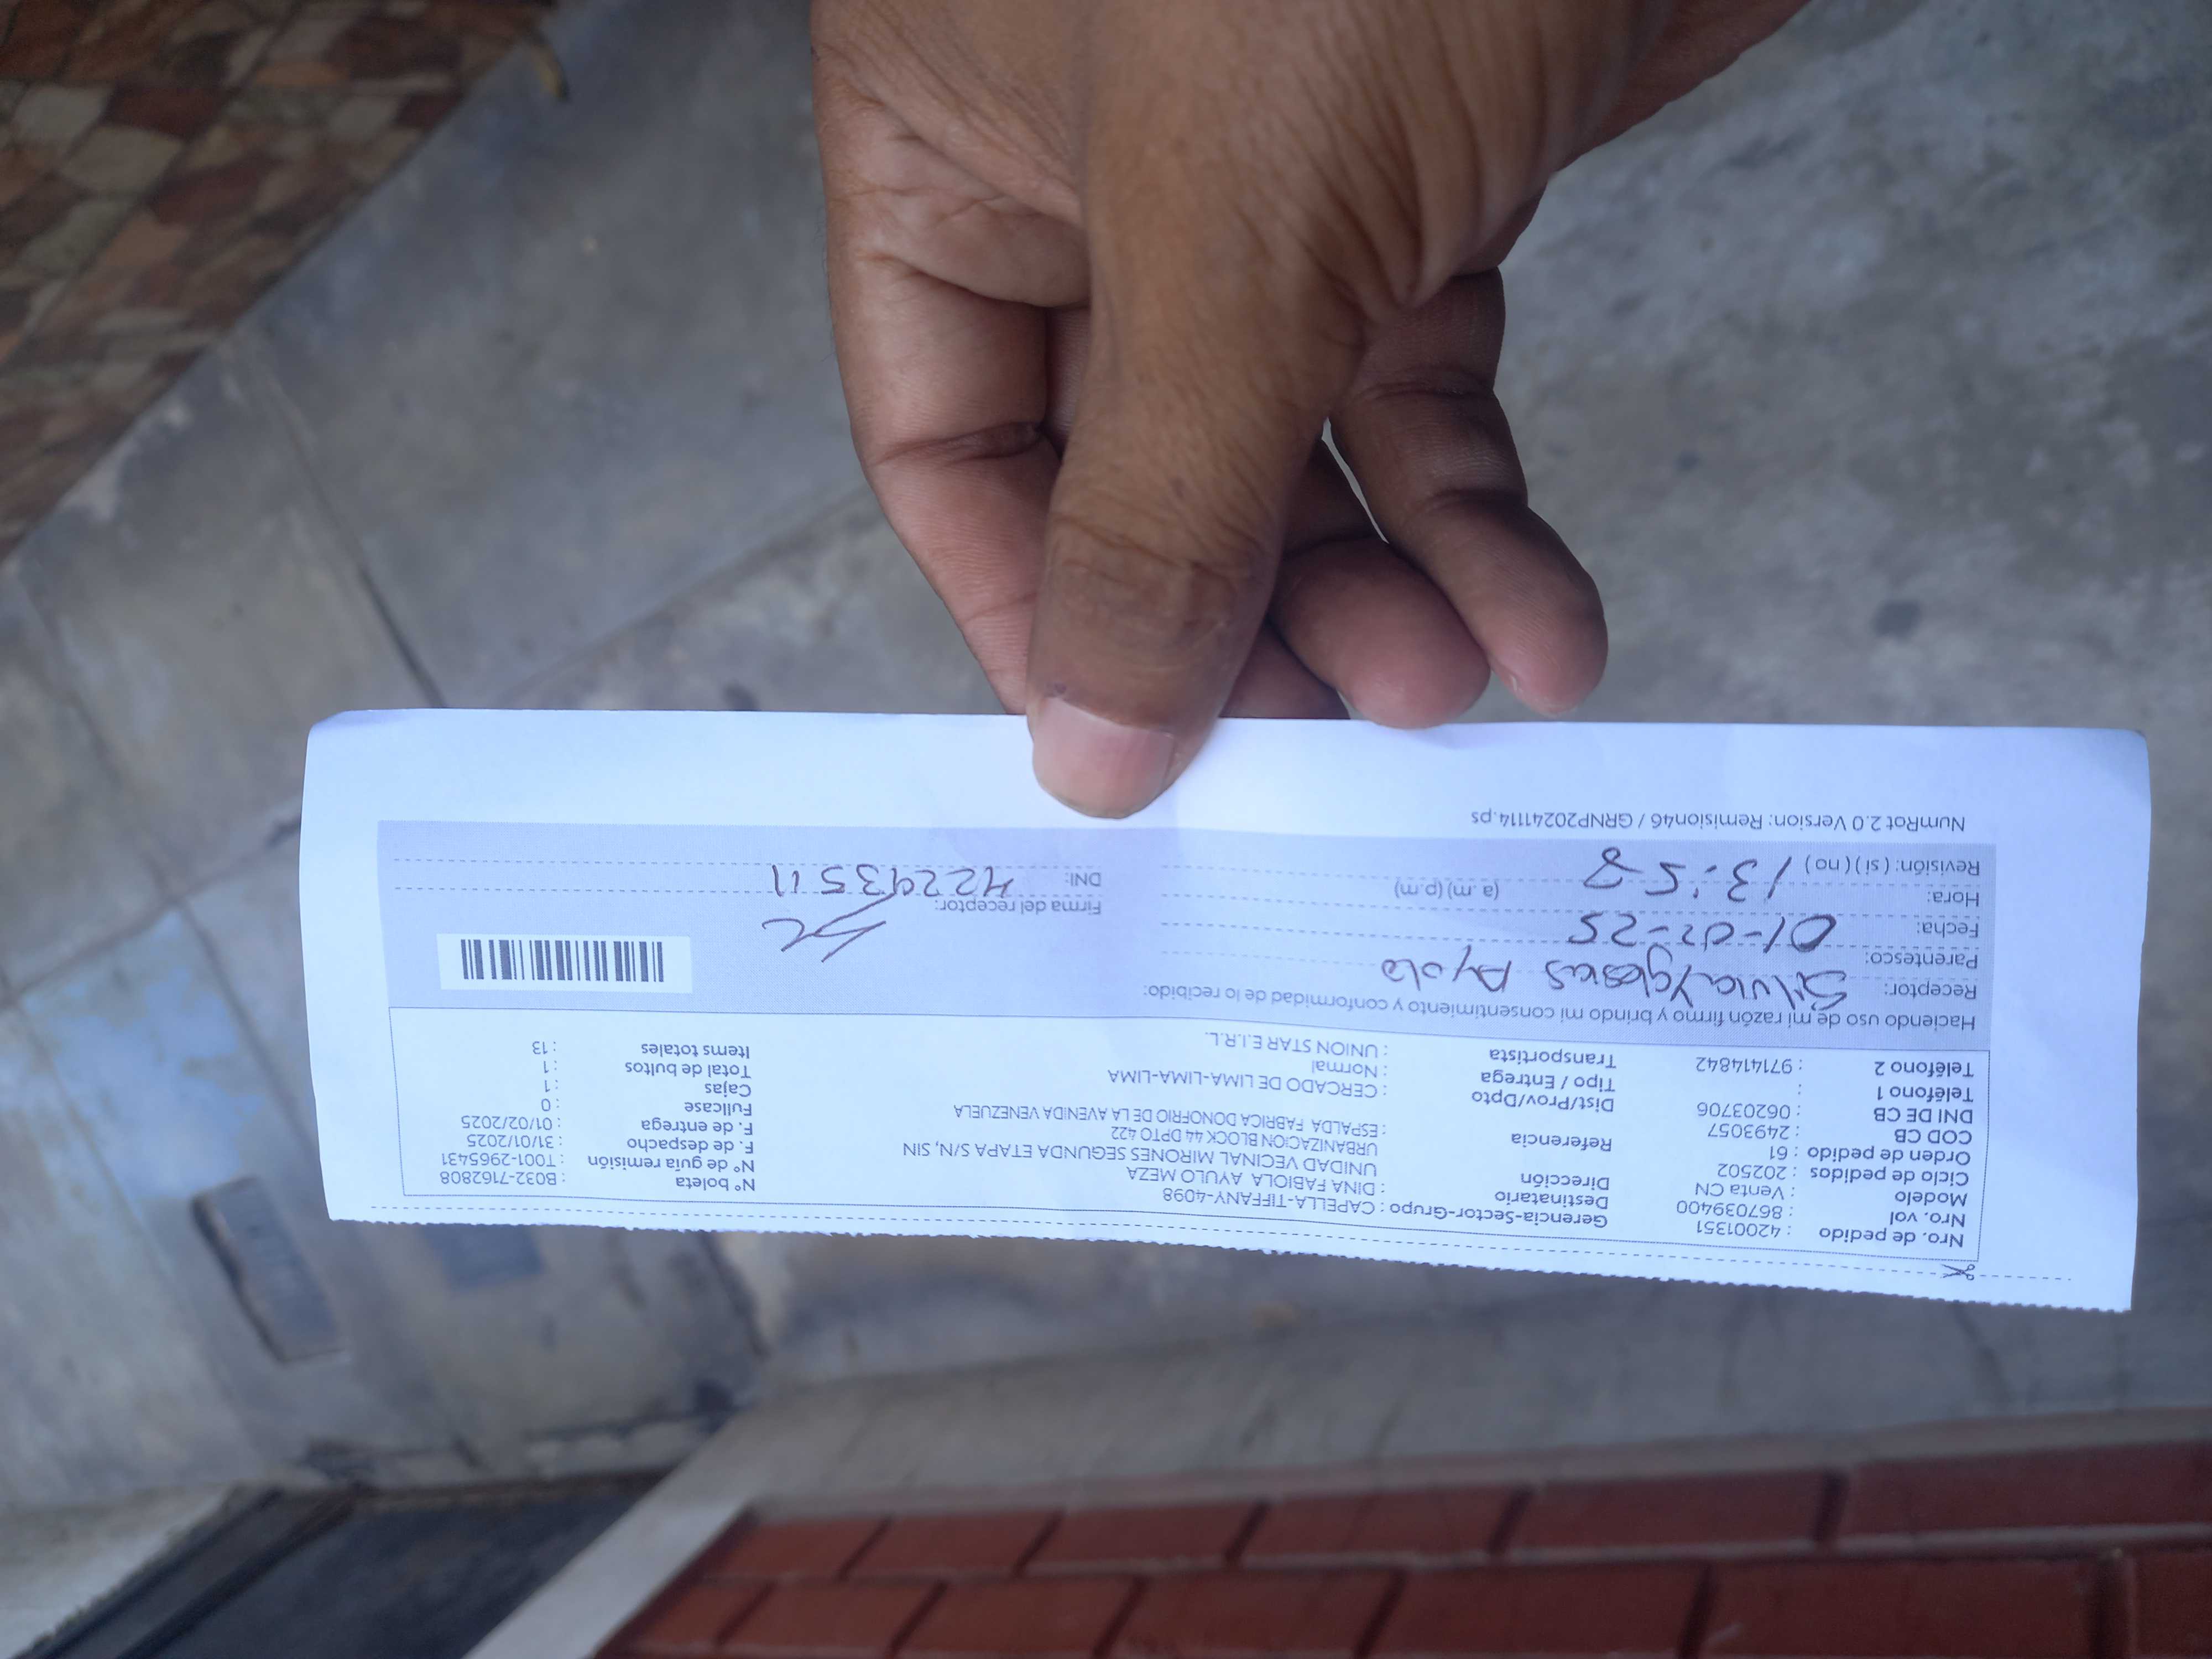 Nro. de pedido : 42001351 Gerencia-Sector-Grupo : CAPELLA-TIFFANY-4098 N° boleta : B032-7162808
Nro. vol : 867039400 Destinatario : DINA FABIOLA AYULO MEZA N° de guia remisión : T001-2965431
Modelo : Venta CN Dirección UNIDAD VECINAL MIRONES SEGUNDA ETAPA S/N, SIN F. de despacho : 31/01/2025
Ciclo de pedidos : 202502 URBANIZACION BLOCK 44 DPTO 422 F. de entrega : 01/02/2025
Orden de pedido : 61 Referencia : ESPALDA FABRICA DONOFRIO DE LA AVENIDA VENEZUELA Fullcase : 0
COD CB : 2493057 Dist/Prov/Dpto : CERCADO DE LIMA-LIMA-LIMA Cajas : 1
DNI DE CB : 06203706 Tipo / Entrega : Normal Total de bultos : 1
Teléfono 1 : Transportista : UNION STAR E.I.R.L. Items totales : 13
Teléfono 2 : 971414842
Haciendo uso de mi razón firmo y brindo mi consentimiento y conformidad de lo recibido:
Receptor: Silvia Yglesias Ayulo
Parentesco:
Fecha: 01-02-25 Firma del receptor:
Hora: 13:58 (a.m) (p.m) DNI: 42293511
Revisión: ( sí ) ( no )
NumRot 2.0 Version: Remision46 / GRNP20241114.ps